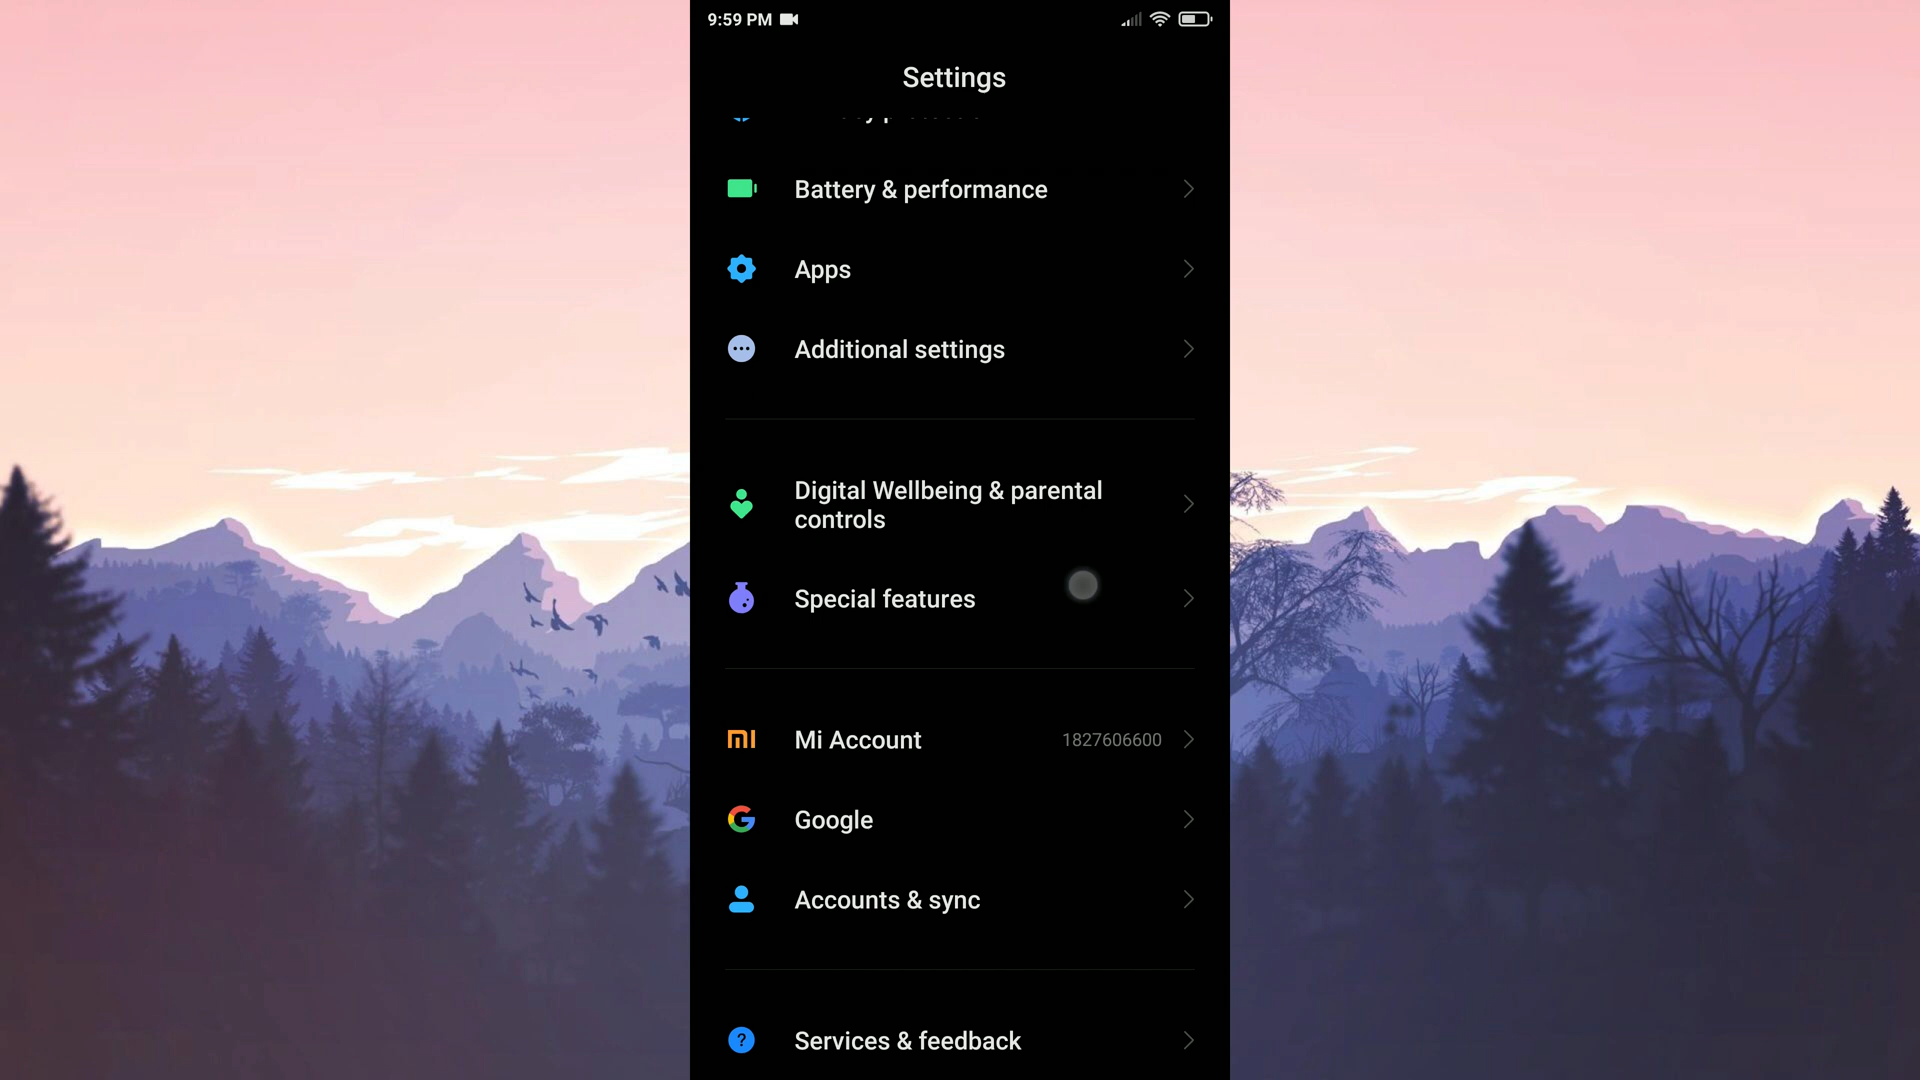 9:59 PM
Settings
Battery & performance
Apps
Additional settings
Digital Wellbeing & parental
controls
Special features
Mi Account
1827606600
Google
Accounts & sync
Services & feedback